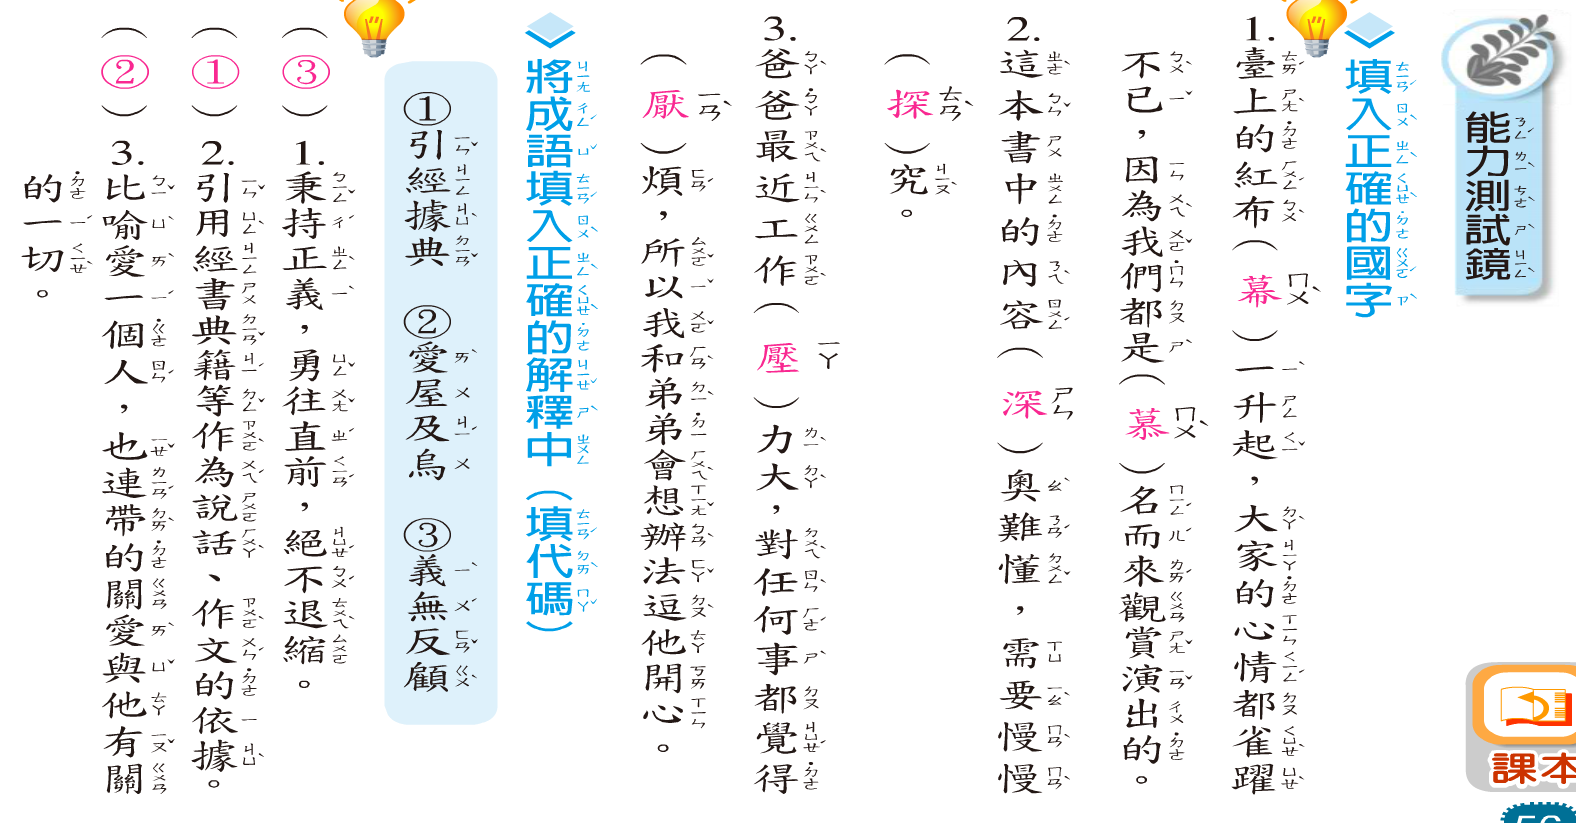 能力測試鏡
填入正確的國字
1.臺上的紅布（幕）一升起，大家的心情都雀躍
不已，因為我們都是（慕）名而來觀賞演出的。
2.這本書中的內容（深）奧難懂，需要慢慢
（探）究。
3.爸爸最近工作（壓）力大，對任何事都覺得
（厭）煩，所以我和弟弟會想辦法逗他開心。
將成語填入正確的解釋中（填代碼）
①引經據典 ②愛屋及烏 ③義無反顧
（③）1.秉持正義，勇往直前，絕不退縮。
（①）2.引用經書典籍等作為說話、作文的依據。
（②）3.比喻愛一個人，也連帶的關愛與他有關
的一切。
課本